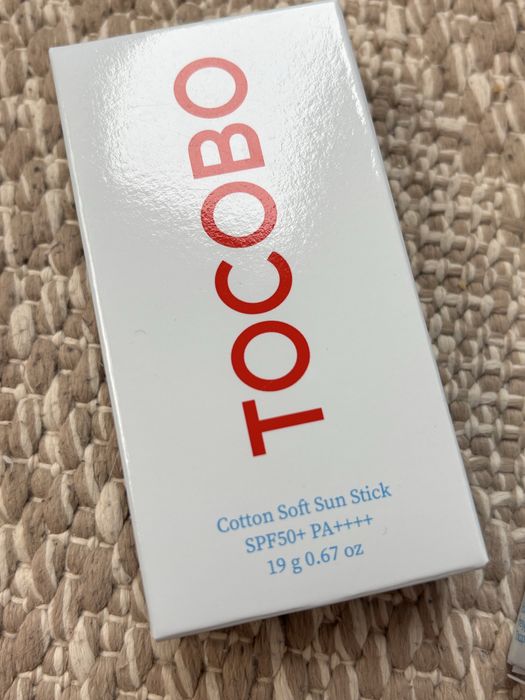 TOCOBO
Cotton Soft Sun Stick
SPF50+ PA++++
19 g 0.67 oz